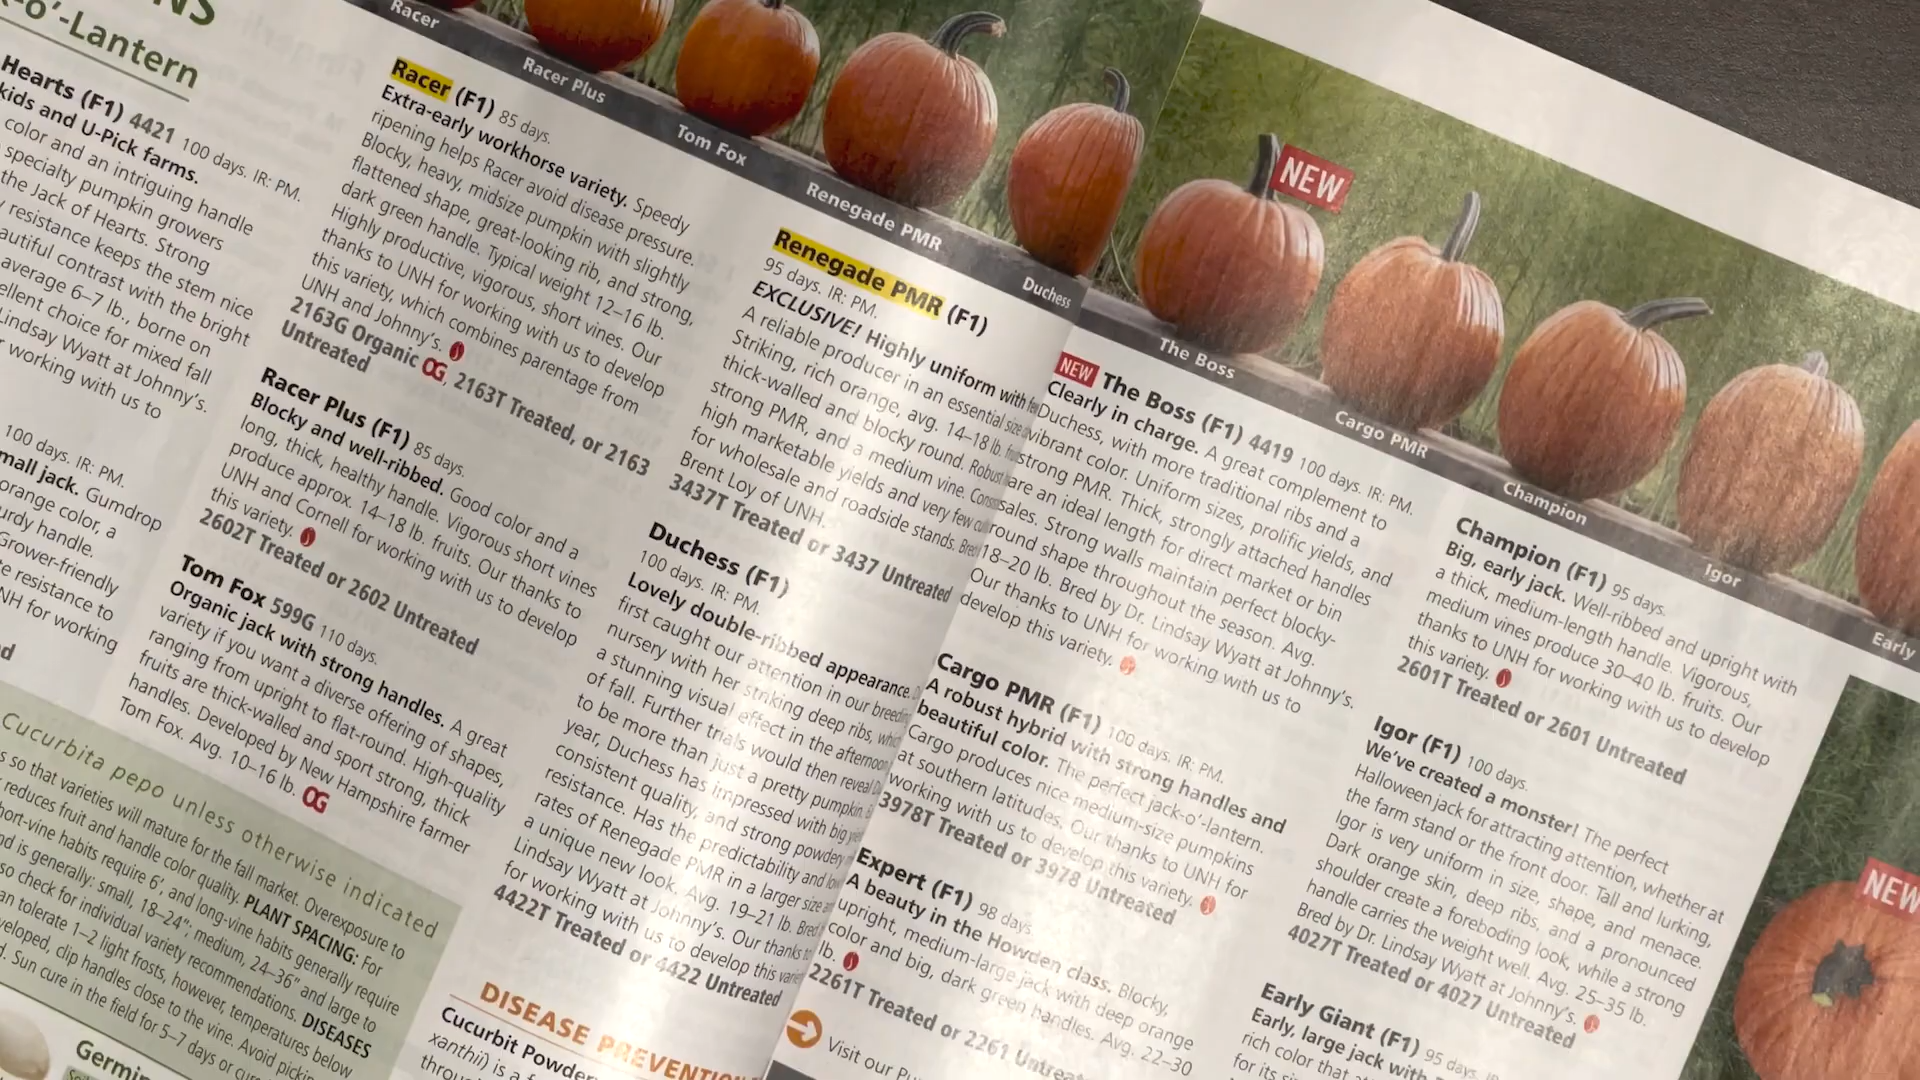 NS
-o'-Lantern
Hearts (F1) 4421 100 days. IR: PM.
kids and U-Pick farms.
color and an intriguing handle
specialty pumpkin growers
the Jack of Hearts. Strong
resistance keeps the stem nice
autiful contrast with the bright
average 6–7 lb., borne on
ellent choice for mixed fall
Lindsay Wyatt at Johnny's.
working with us to
100 days. IR: PM.
mall jack. Gumdrop
orange color, a
urdy handle.
Grower-friendly
resistance to
NH for working
Cucurbita pepo unless otherwise indicated
s so that varieties will mature for the fall market. Overexposure to
reduces fruit and handle color quality. PLANT SPACING: For
hort-vine habits require 6', and long-vine habits generally require
nd is generally: small, 18–24"; medium, 24–36" and large to
so check for individual variety recommendations. DISEASES
an tolerate 1–2 light frosts, however, temperatures below
veloped, clip handles close to the vine. Avoid pickin
. Sun cure in the field for 5–7 days or cur
Germin
Racer
Racer Plus
Tom Fox
Renegade PMR
Duchess
Racer (F1) 85 days.
Extra-early workhorse variety. Speedy
ripening helps Racer avoid disease pressure.
Blocky, heavy, midsize pumpkin with slightly
flattened shape, great-looking rib, and strong,
dark green handle. Typical weight 12–16 lb.
Highly productive, vigorous, short vines. Our
thanks to UNH for working with us to develop
this variety, which combines parentage from
UNH and Johnny's.
2163G Organic OG, 2163T Treated, or 2163
Untreated
Racer Plus (F1) 85 days.
Blocky and well-ribbed. Good color and a
long, thick, healthy handle. Vigorous short vines
produce approx. 14–18 lb. fruits. Our thanks to
UNH and Cornell for working with us to develop
this variety.
2602T Treated or 2602 Untreated
Tom Fox 599G 110 days.
Organic jack with strong handles. A great
variety if you want a diverse offering of shapes,
ranging from upright to flat-round. High-quality
fruits are thick-walled and sport strong, thick
handles. Developed by New Hampshire farmer
Tom Fox. Avg. 10–16 lb. OG
Renegade PMR (F1)
95 days. IR: PM.
EXCLUSIVE! Highly uniform with
A reliable producer in an essential size
Striking, rich orange, avg. 14–18 lb.
thick-walled and blocky round. Robust
strong PMR, and a medium vine.
high marketable yields and very few
for wholesale and roadside stands.
Brent Loy of UNH.
3437T Treated or 3437 Untreated
Duchess (F1)
100 days. IR: PM.
Lovely double-ribbed appearance.
first caught our attention in our
nursery with her striking deep ribs,
a stunning visual effect in the afternoon
of fall. Further trials would then reveal
to be more than just a pretty pumpkin.
year, Duchess has impressed with big
consistent quality, and strong powdery
resistance. Has the predictability and
rates of Renegade PMR in a larger size
a unique new look. Avg. 19–21 lb. Bred
Lindsay Wyatt at Johnny's. Our thanks
for working with us to develop this
4422T Treated or 4422 Untreated
DISEASE PREVENTION
Cucurbit Powder
xanthii) is a f
throu
NEW
The Boss
Cargo PMR
Champion
Igor
Early
NEW The Boss (F1) 4419 100 days. IR: PM.
Clearly in charge. A great complement to
Duchess, with more traditional ribs and a
vibrant color. Uniform sizes, prolific yields, and
strong PMR. Thick, strongly attached handles
are an ideal length for direct market or bin
sales. Strong walls maintain perfect blocky-
round shape throughout the season. Avg.
18–20 lb. Bred by Dr. Lindsay Wyatt at Johnny's.
Our thanks to UNH for working with us to
develop this variety.
Cargo PMR (F1) 100 days. IR: PM.
A robust hybrid with strong handles and
beautiful color. The perfect jack-o'-lantern.
Cargo produces nice medium-size pumpkins
at southern latitudes. Our thanks to UNH for
working with us to develop this variety.
3978T Treated or 3978 Untreated
Expert (F1) 98 days.
A beauty in the Howden class. Blocky,
upright, medium-large jack with deep orange
color and big, dark green handles. Avg. 22–30
lb.
2261T Treated or 2261 Untreat
Visit our Pu
Champion (F1) 95 days.
Big, early jack. Well-ribbed and upright with
a thick, medium-length handle. Vigorous,
medium vines produce 30–40 lb. fruits. Our
thanks to UNH for working with us to develop
this variety.
2601T Treated or 2601 Untreated
Igor (F1) 100 days.
We've created a monster! The perfect
Halloween jack for attracting attention, whether at
the farm stand or the front door. Tall and lurking,
Igor is very uniform in size, shape, and menace.
Dark orange skin, deep ribs, and a pronounced
shoulder create a foreboding look, while a strong
handle carries the weight well. Avg. 25–35 lb.
Bred by Dr. Lindsay Wyatt at Johnny's.
4027T Treated or 4027 Untreated
Early Giant (F1) 95 days.
Early, large jack with
rich color that
for its si
NEW